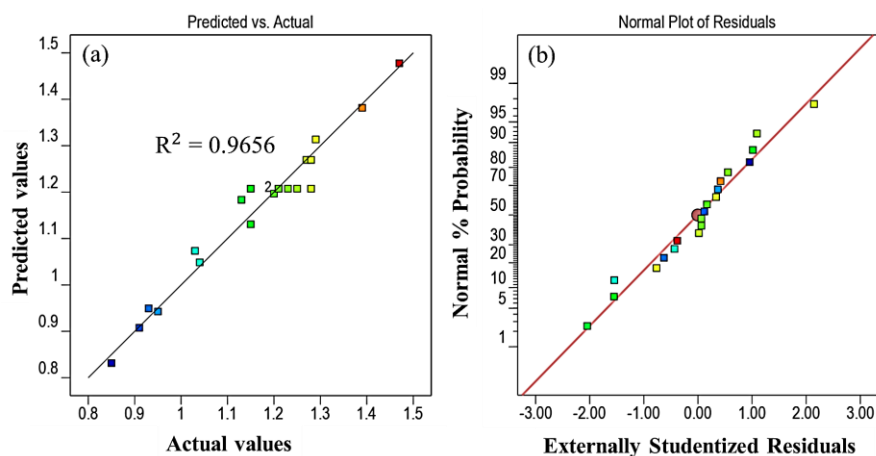 Predicted vs. Actual
(a)
R² = 0.9656
2
Predicted values
1.5
1.4
1.3
1.2
1.1
1
0.9
0.8
0.8 0.9 1 1.1 1.2 1.3 1.4 1.5
Actual values
Normal Plot of Residuals
(b)
Normal % Probability
99
95
90
80
70
50
30
20
10
5
1
-3.00 -2.00 -1.00 0.00 1.00 2.00 3.00
Externally Studentized Residuals